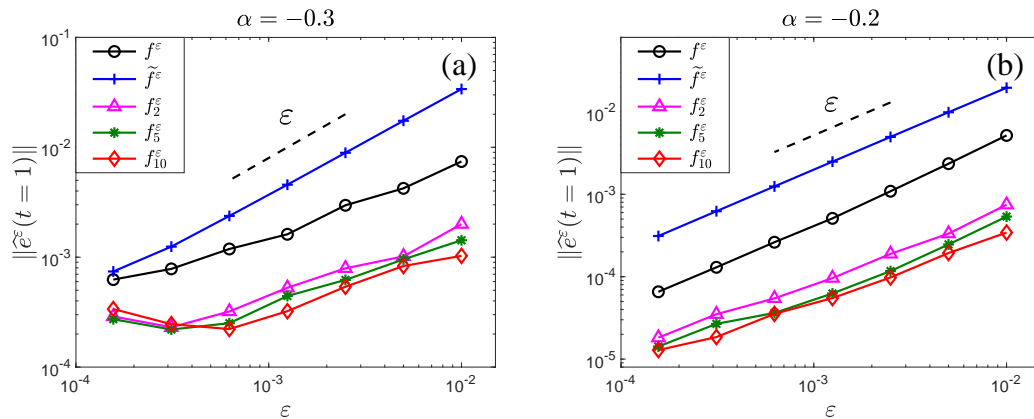 α = −0.3
10^-1
10^-2
10^-3
10^-4
||ê^ε(t = 1)||
f^ε
f̃^ε
f_2^ε
f_5^ε
f_10^ε
ε
(a)
10^-4
10^-3
10^-2
ε
α = −0.2
10^-2
10^-3
10^-4
10^-5
||ê^ε(t = 1)||
f^ε
f̃^ε
f_2^ε
f_5^ε
f_10^ε
ε
(b)
10^-4
10^-3
10^-2
ε